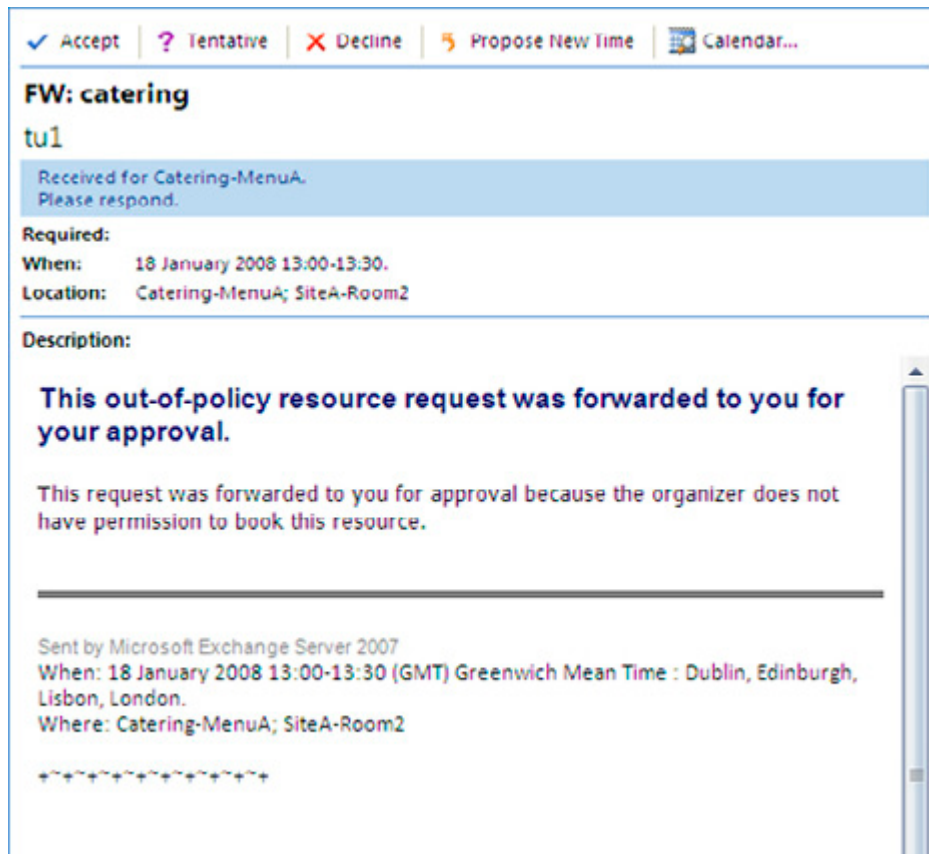 Accept ? Tentative Decline Propose New Time Calendar...
FW: catering
tu1
Received for Catering-MenuA.
Please respond.
Required:
When: 18 January 2008 13:00-13:30.
Location: Catering-MenuA; SiteA-Room2
Description:
This out-of-policy resource request was forwarded to you for
your approval.
This request was forwarded to you for approval because the organizer does not
have permission to book this resource.
Sent by Microsoft Exchange Server 2007
When: 18 January 2008 13:00-13:30 (GMT) Greenwich Mean Time : Dublin, Edinburgh,
Lisbon, London.
Where: Catering-MenuA; SiteA-Room2
+~+~+~+~+~+~+~+~+~+